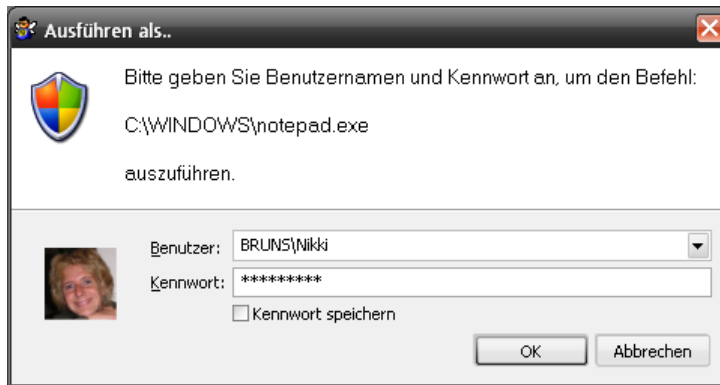 Ausführen als..
Bitte geben Sie Benutzernamen und Kennwort an, um den Befehl:
C:\WINDOWS\notepad.exe
auszuführen.
Benutzer: BRUNS\Nikki
Kennwort: *********
Kennwort speichern
OK Abbrechen